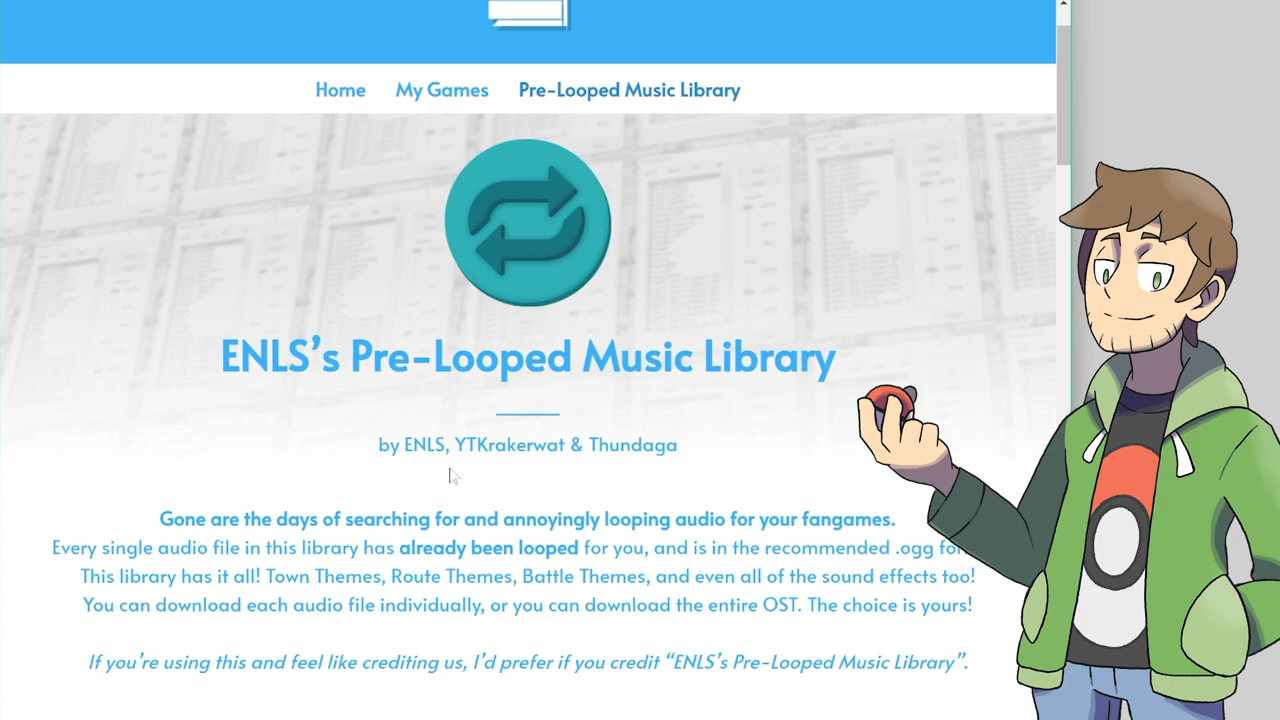 Home My Games Pre-Looped Music Library
ENLS's Pre-Looped Music Library
by ENLS, YTKrakerwat & Thundaga
Gone are the days of searching for and annoyingly looping audio for your fangames.
Every single audio file in this library has already been looped for you, and is in the recommended .ogg
This library has it all! Town Themes, Route Themes, Battle Themes, and even all of the sound effects too!
You can download each audio file individually, or you can download the entire OST. The choice is yours!
If you're using this and feel like crediting us, I'd prefer if you credit “ENLS's Pre-Looped Music Library”.